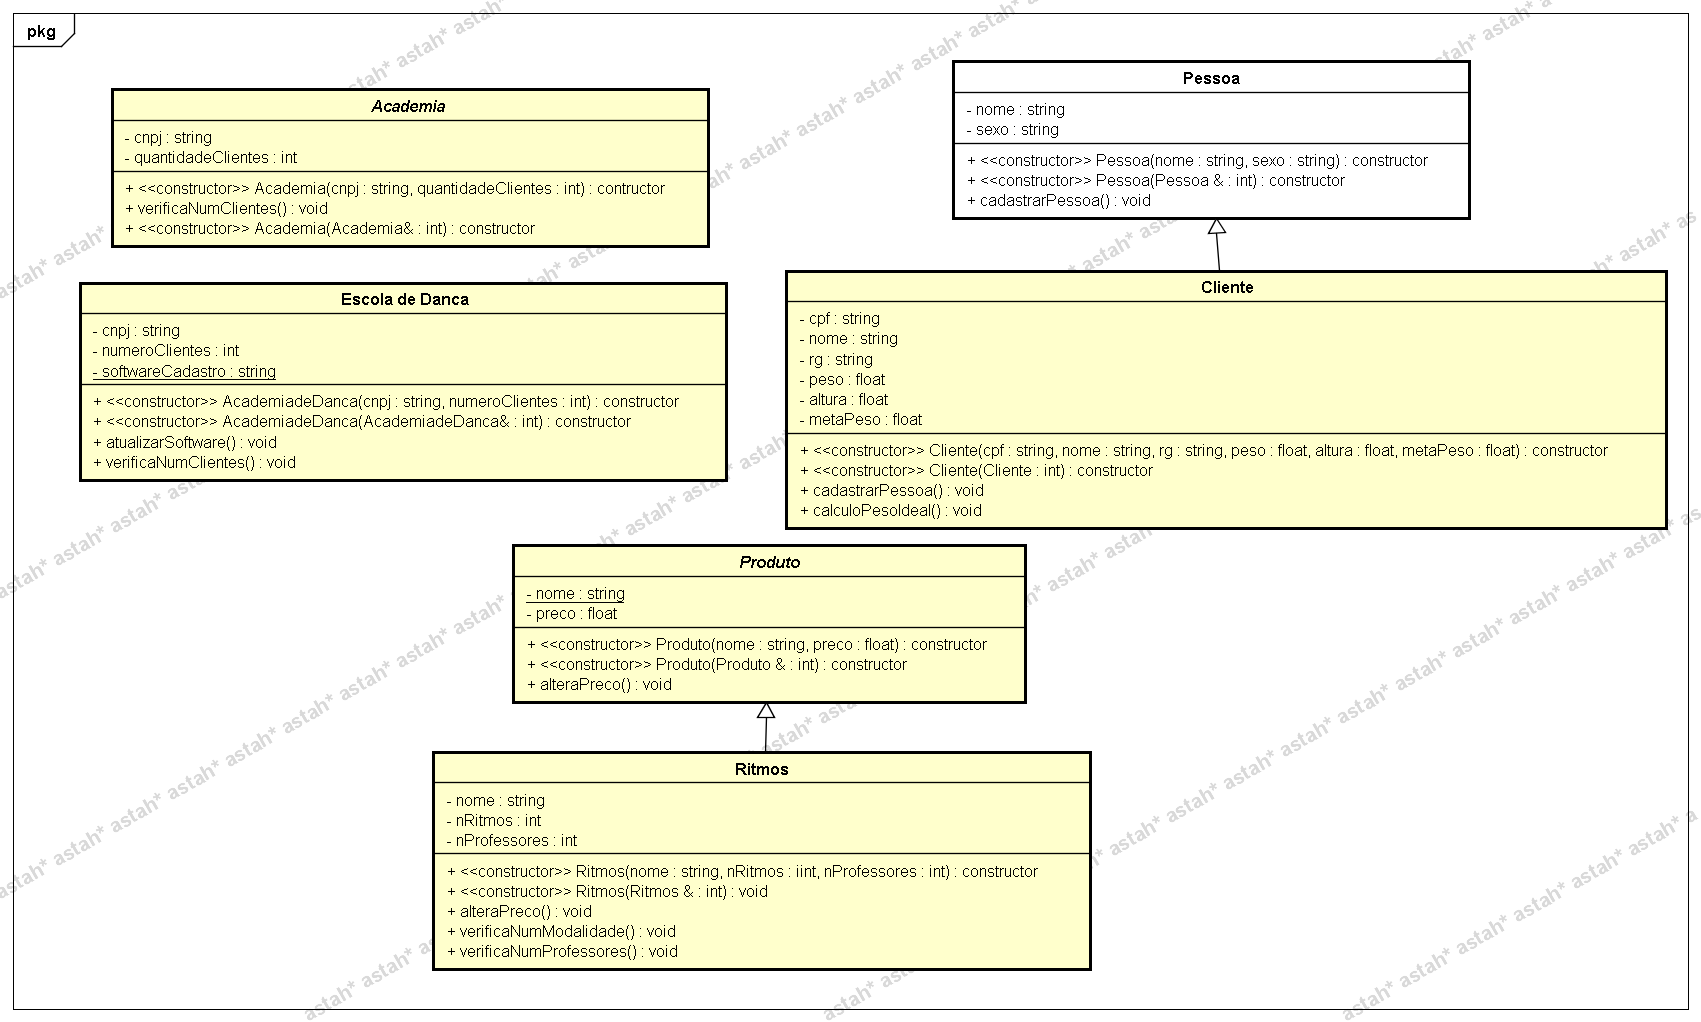 pkg
Academia
- cnpj : string
- quantidadeClientes : int
+ <<constructor>> Academia(cnpj : string, quantidadeClientes : int) : contructor
+ verificaNumClientes() : void
+ <<constructor>> Academia(Academia& : int) : constructor
Pessoa
- nome : string
- sexo : string
+ <<constructor>> Pessoa(nome : string, sexo : string) : constructor
+ <<constructor>> Pessoa(Pessoa & : int) : constructor
+ cadastrarPessoa() : void
Escola de Danca
- cnpj : string
- numeroClientes : int
- softwareCadastro : string
+ <<constructor>> AcademiadeDanca(cnpj : string, numeroClientes : int) : constructor
+ <<constructor>> AcademiadeDanca(AcademiadeDanca& : int) : constructor
+ atualizarSoftware() : void
+ verificaNumClientes() : void
Cliente
- cpf : string
- nome : string
- rg : string
- peso : float
- altura : float
- metaPeso : float
+ <<constructor>> Cliente(cpf : string, nome : string, rg : string, peso : float, altura : float, metaPeso : float) : constructor
+ <<constructor>> Cliente(Cliente : int) : constructor
+ cadastrarPessoa() : void
+ calculoPesoIdeal() : void
Produto
- nome : string
- preco : float
+ <<constructor>> Produto(nome : string, preco : float) : constructor
+ <<constructor>> Produto(Produto & : int) : constructor
+ alteraPreco() : void
Ritmos
- nome : string
- nRitmos : int
- nProfessores : int
+ <<constructor>> Ritmos(nome : string, nRitmos : iint, nProfessores : int) : constructor
+ <<constructor>> Ritmos(Ritmos & : int) : void
+ alteraPreco() : void
+ verificaNumModalidade() : void
+ verificaNumProfessores() : void